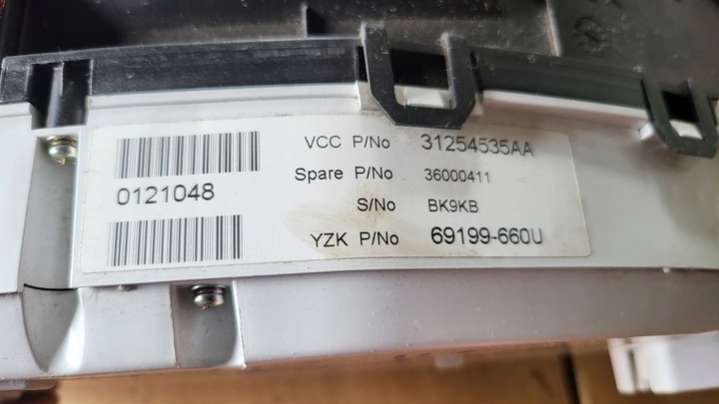 VCC P/No 31254535AA
Spare P/No 36000411
0121048
S/No BK9KB
YZK P/No 69199-660U